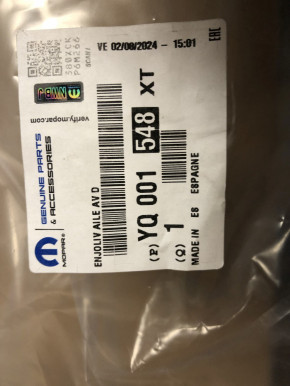 VE 02/08/2024 - 15:01
EHC
verify.mopar.com
MOPAR®
GENUINE PARTS
& ACCESSORIES
ENJOLIV AILE AV D
(P) YQ 001 548 XT
(Q) 1
MADE IN ES ESPAGNE